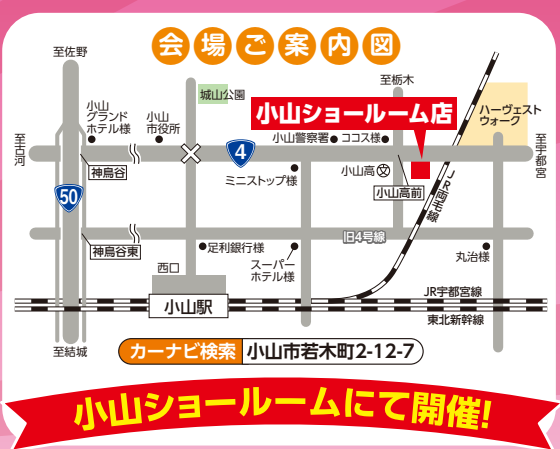 会場ご案内図
至佐野
城山公園
至栃木
小山
グランド
ホテル様
小山
市役所
小山ショールーム店
ハーヴェスト
ウォーク
至古河
小山警察署
ココス様
至宇都宮
4
神鳥谷
ミニストップ様
小山高
文
小山高前
JR両毛線
50
旧4号線
神鳥谷東
足利銀行様
スーパー
ホテル様
丸治様
西口
小山駅
JR宇都宮線
東北新幹線
至結城
カーナビ検索
小山市若木町2-12-7
小山ショールームにて開催!